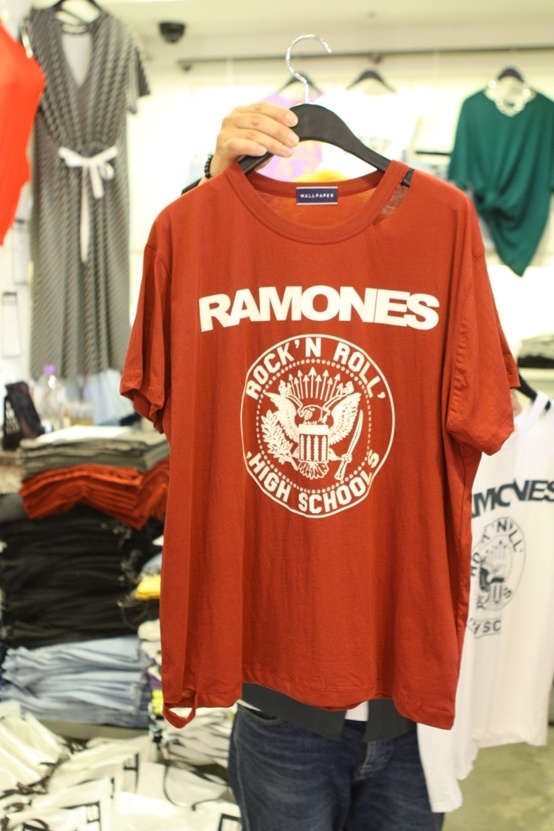 WALLPAPER
RAMONES
ROCK'N ROLL'
,HIGH SCHOOLS